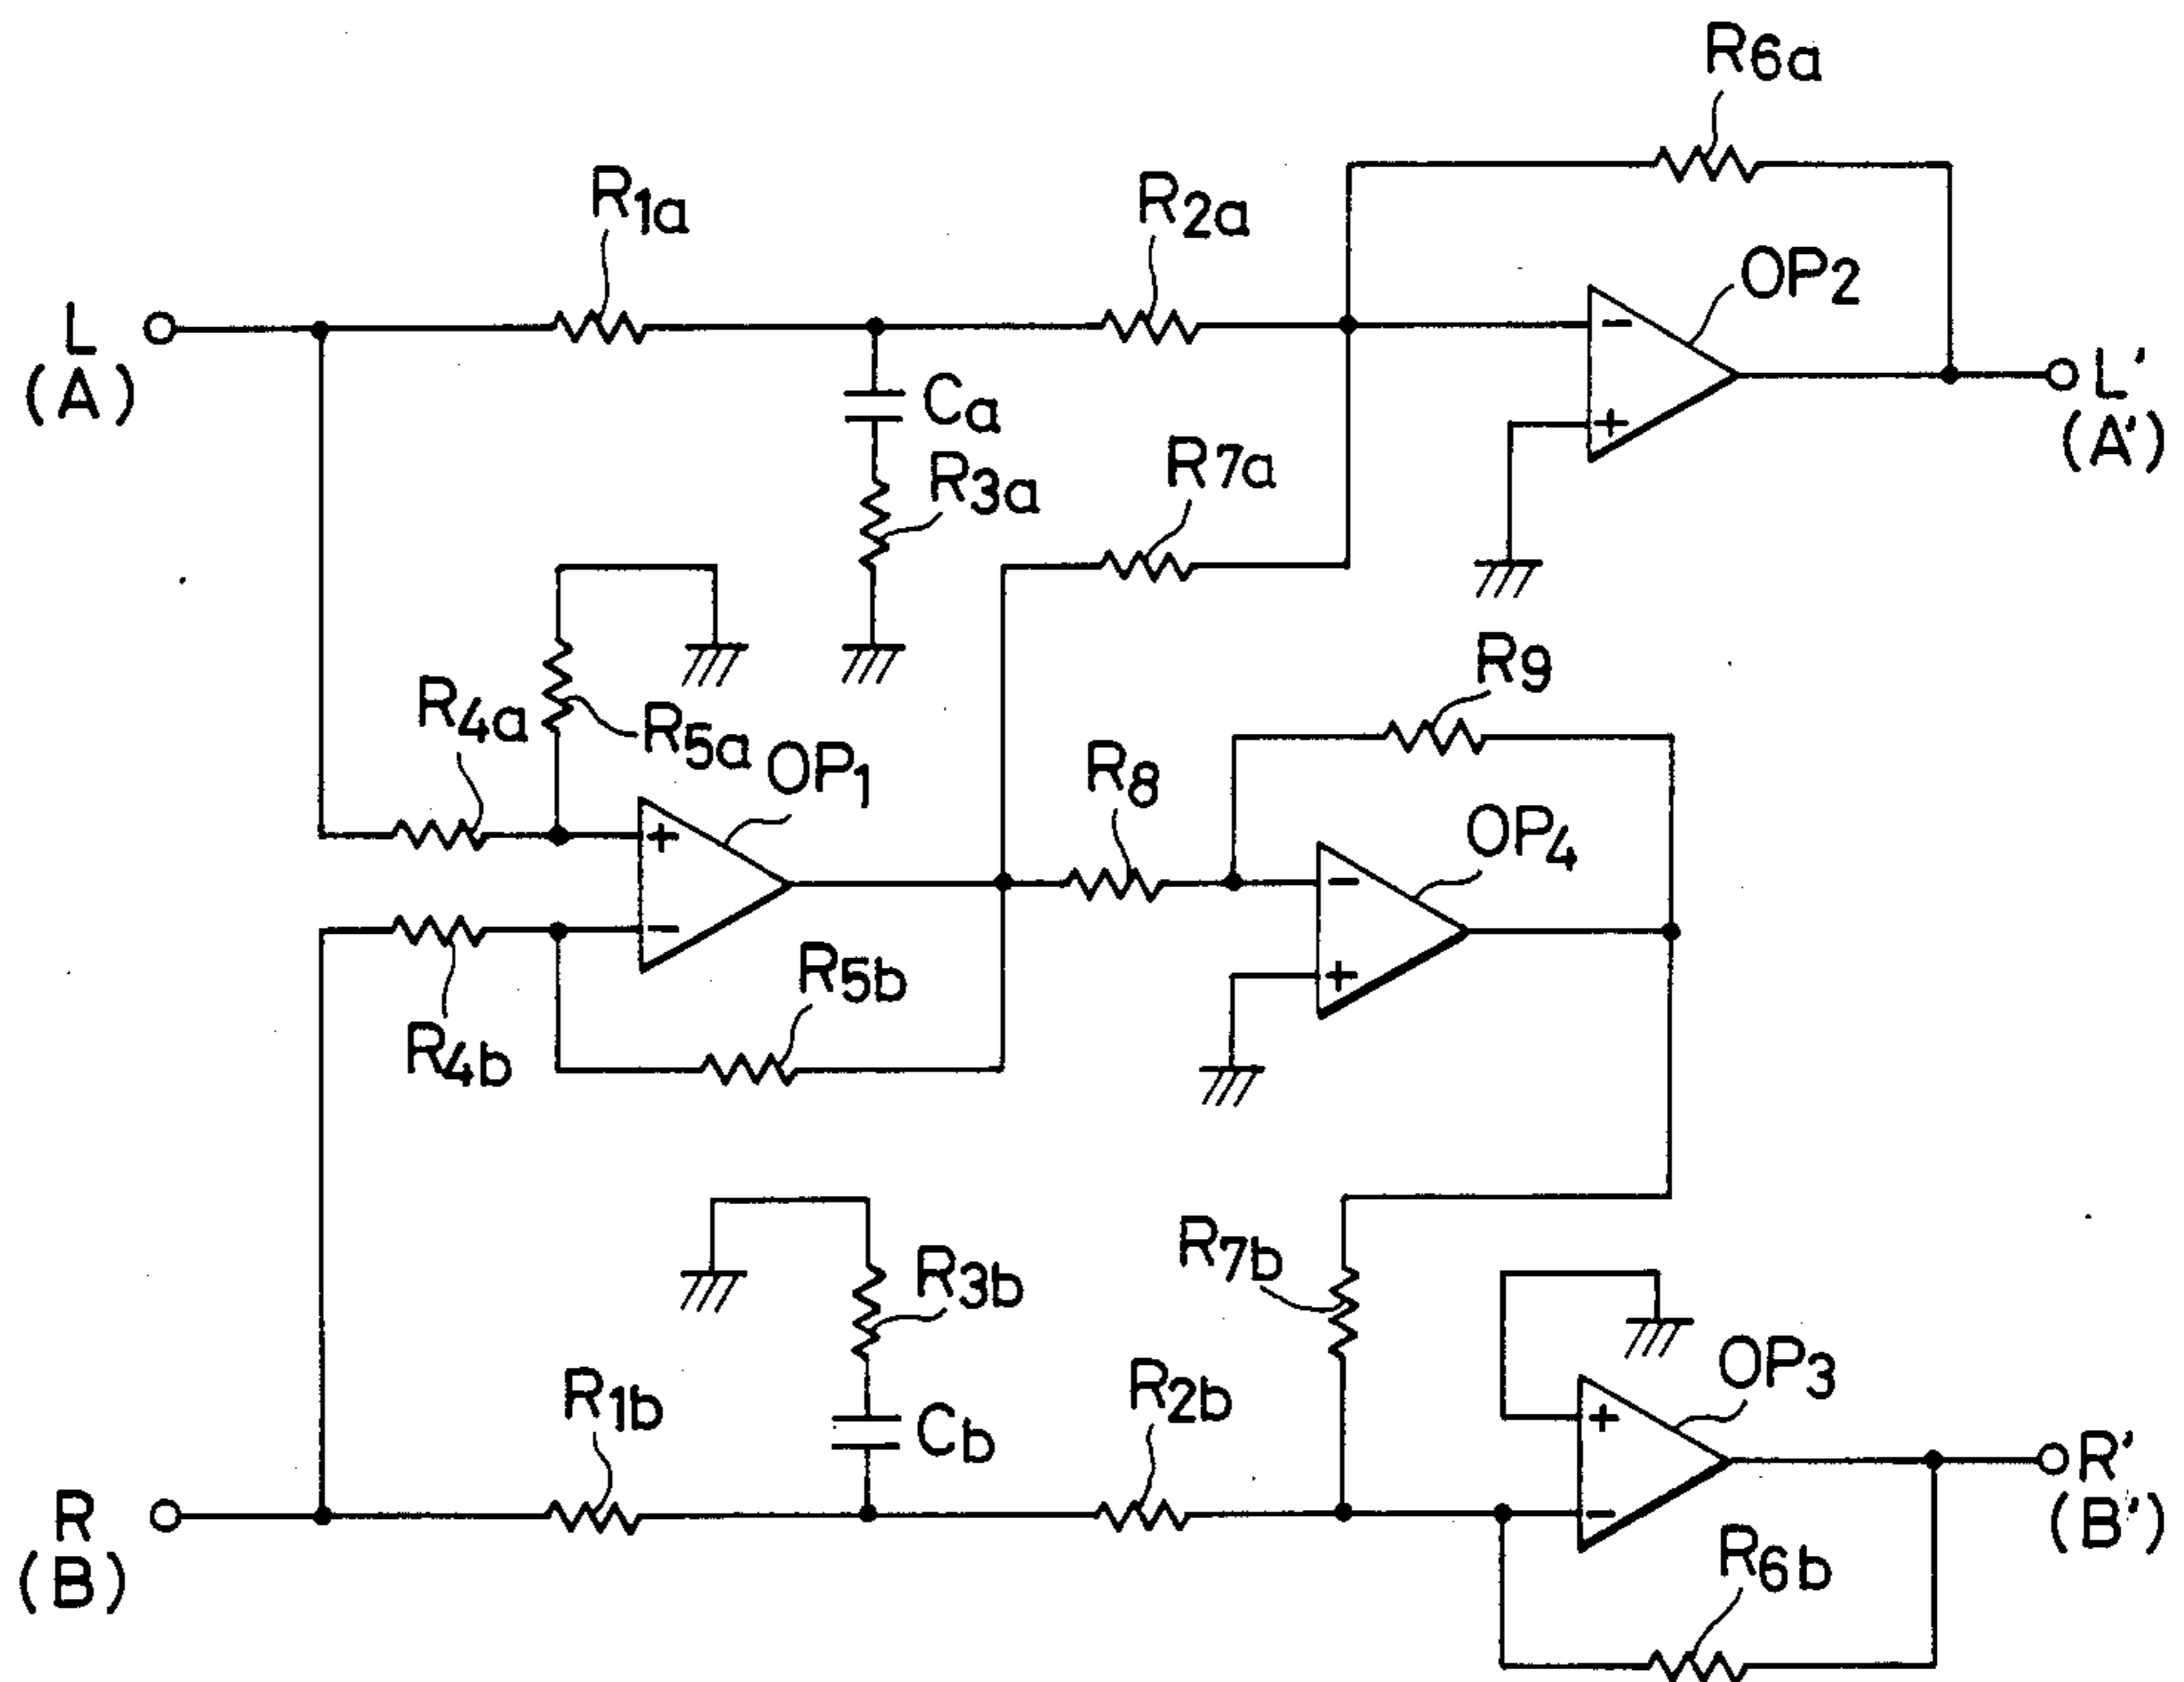 R6a
R1a
R2a
OP2
L
(A)
-
+
L'
(A')
Ca
R3a
R7a
R4a
R5a
OP1
+
-
R8
R9
OP4
-
+
R5b
R4b
R7b
R3b
Cb
R1b
R2b
OP3
+
-
R
(B)
R'
(B')
R6b